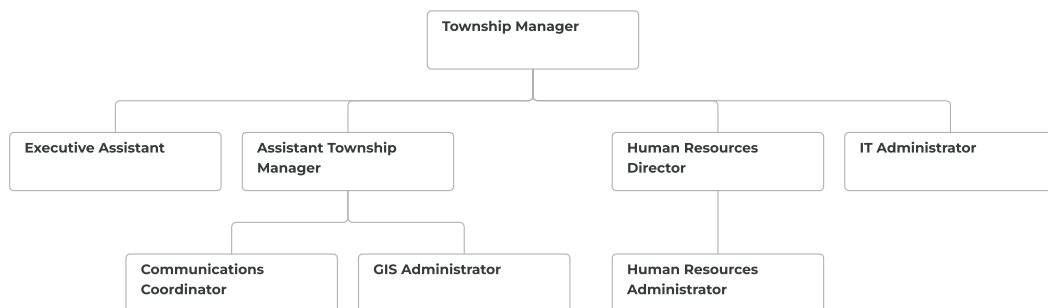 Township Manager
Executive Assistant
Assistant Township
Manager
Human Resources
Director
IT Administrator
Communications
Coordinator
GIS Administrator
Human Resources
Administrator